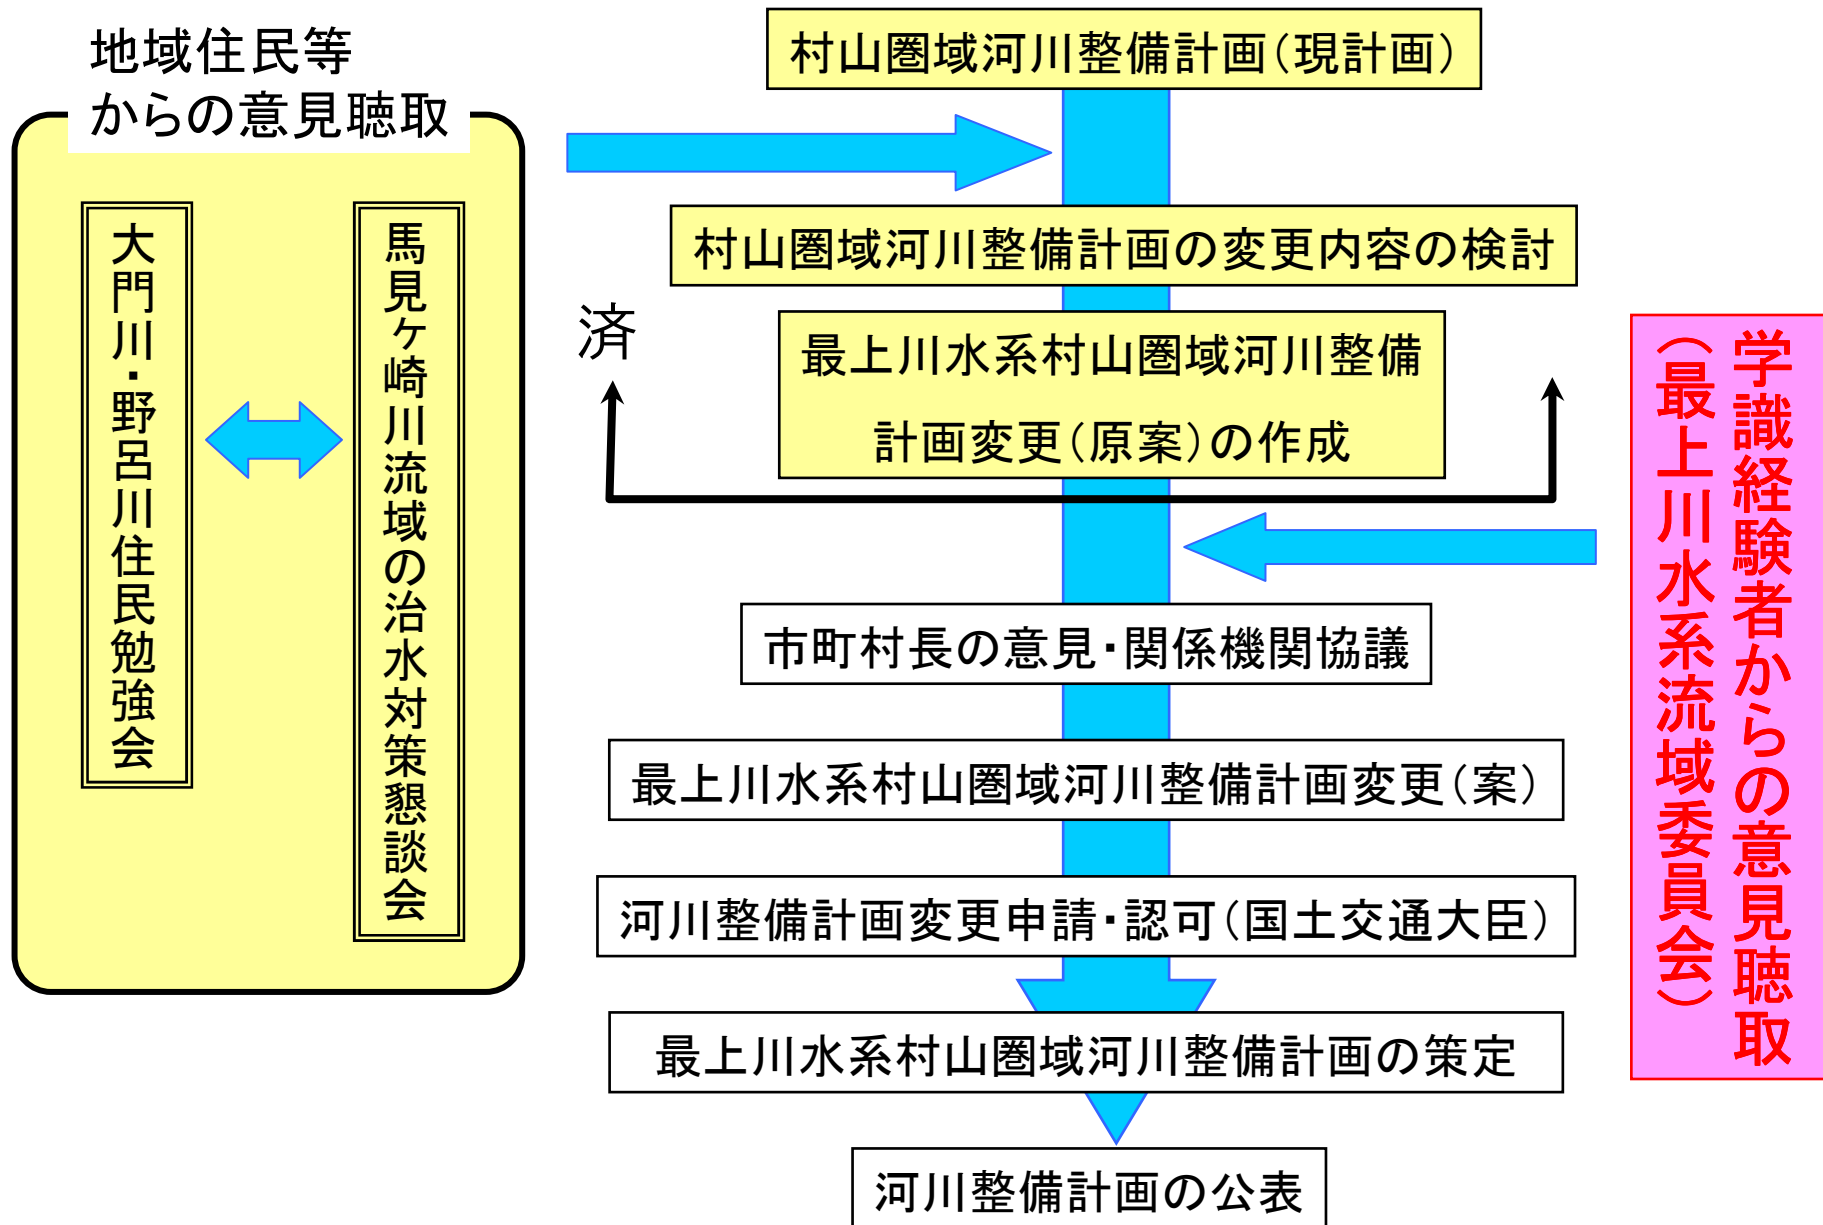 地域住民等
からの意見聴取
大門川・野呂川住民勉強会
馬見ヶ崎川流域の治水対策懇談会
村山圏域河川整備計画（現計画）
村山圏域河川整備計画の変更内容の検討
済
最上川水系村山圏域河川整備
計画変更（原案）の作成
学識経験者からの意見聴取
（最上川水系流域委員会）
市町村長の意見・関係機関協議
最上川水系村山圏域河川整備計画変更（案）
河川整備計画変更申請・認可（国土交通大臣）
最上川水系村山圏域河川整備計画の策定
河川整備計画の公表